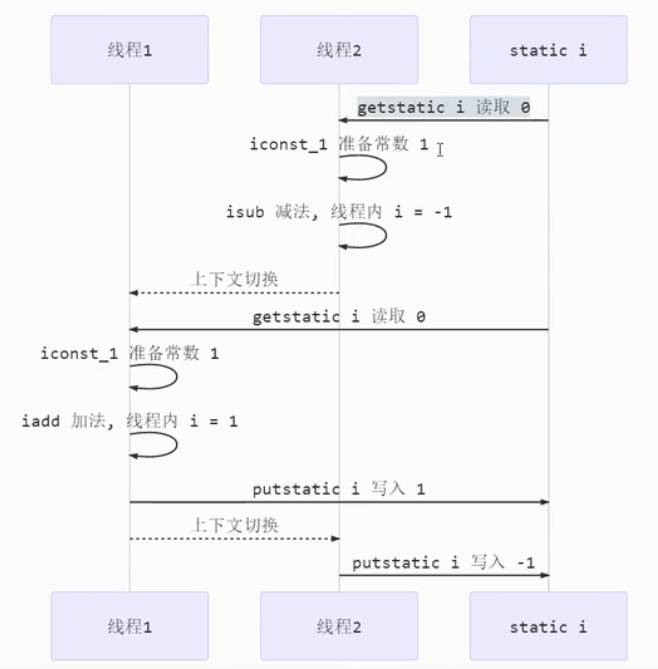 线程1
线程2
static i
getstatic i 读取 0
iconst_1 准备常数 1
isub 减法, 线程内 i = -1
上下文切换
getstatic i 读取 0
iconst_1 准备常数 1
iadd 加法, 线程内 i = 1
putstatic i 写入 1
上下文切换
putstatic i 写入 -1
线程1
线程2
static i